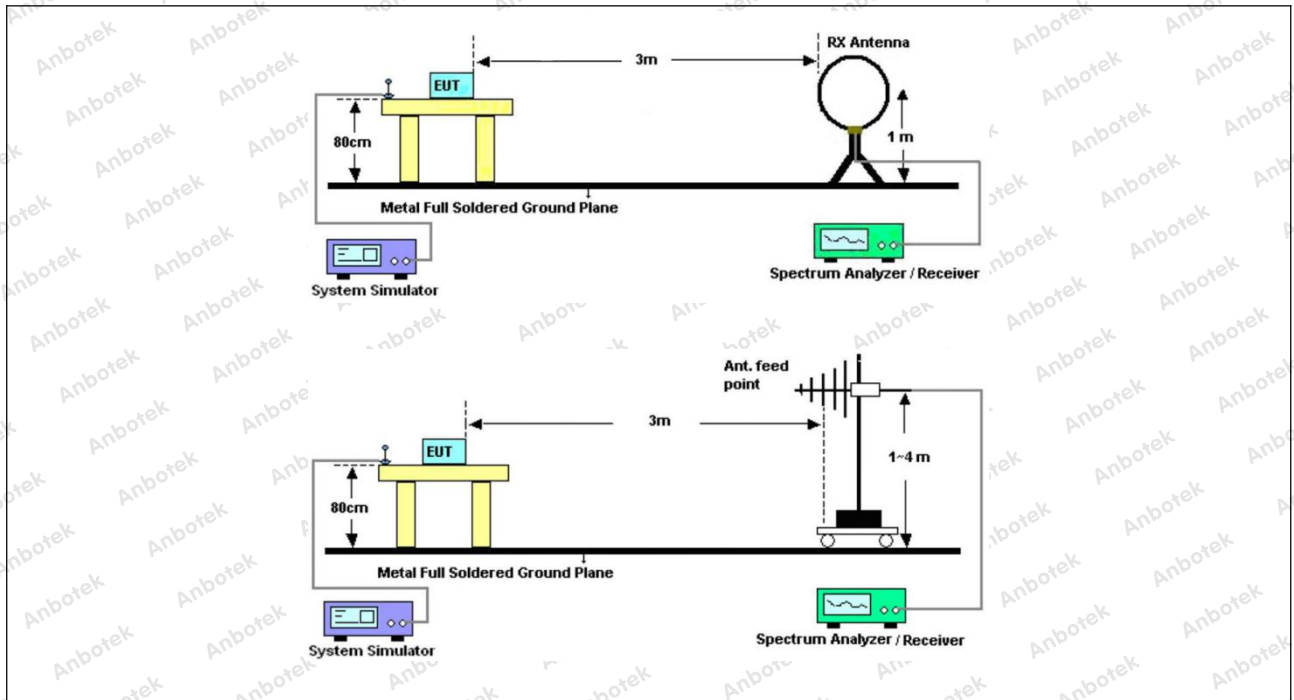 RX Antenna
3m
EUT
80cm
1 m
Metal Full Soldered Ground Plane
Spectrum Analyzer / Receiver
System Simulator
Ant. feed
point
3m
EUT
1~4 m
80cm
Metal Full Soldered Ground Plane
Spectrum Analyzer / Receiver
System Simulator
Anbotek